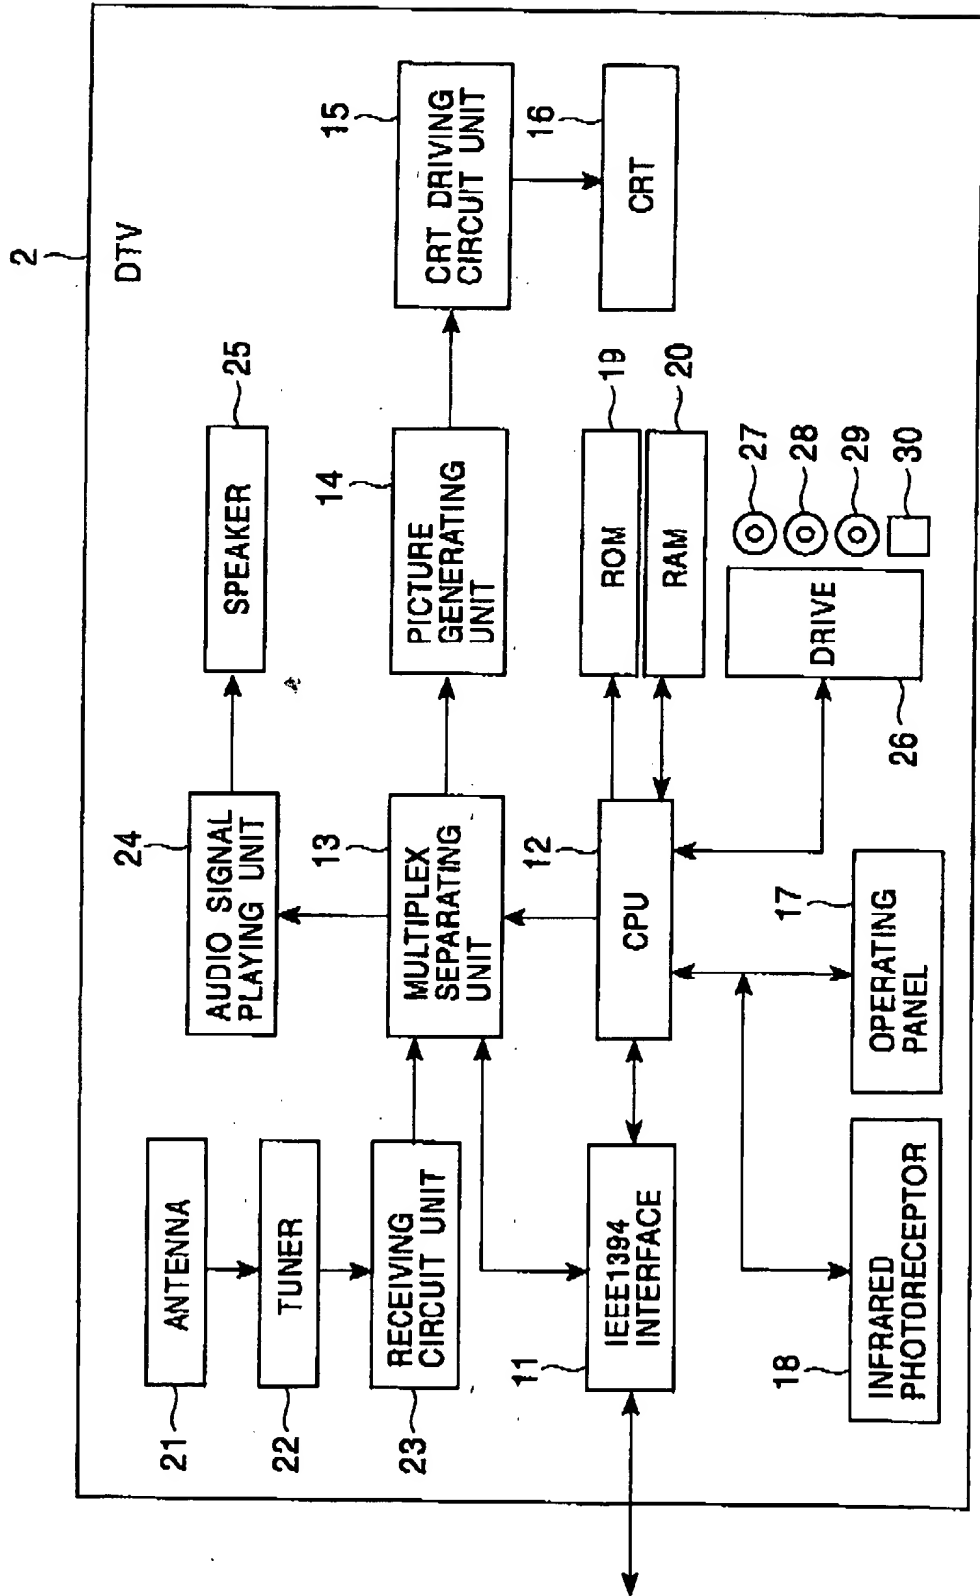 2
DTV
21
ANTENNA
22
TUNER
23
RECEIVING
CIRCUIT UNIT
24
AUDIO SIGNAL
PLAYING UNIT
SPEAKER
25
13
MULTIPLEX
SEPARATING
UNIT
14
PICTURE
GENERATING
UNIT
15
CRT DRIVING
CIRCUIT UNIT
16
CRT
11
IEEE1394
INTERFACE
12
CPU
ROM
19
RAM
20
18
INFRARED
PHOTORECEPTOR
17
OPERATING
PANEL
26
DRIVE
27
28
29
30